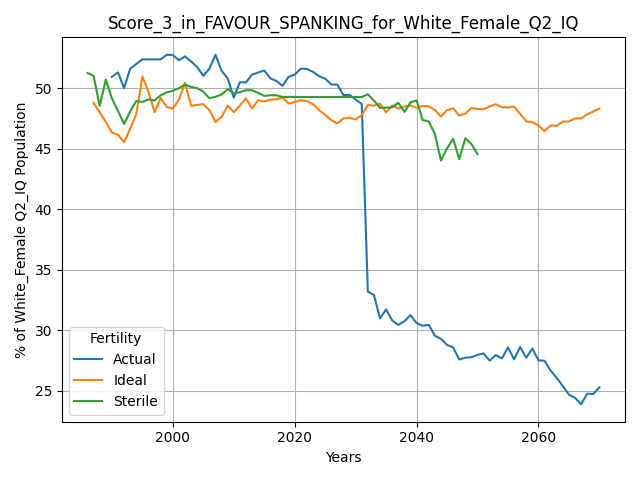 Score_3_in_FAVOUR_SPANKING_for_White_Female_Q2_IQ
% of White_Female Q2_IQ Population
50
45
40
35
30
25
Fertility
Actual
Ideal
Sterile
2000
2020
2040
2060
Years